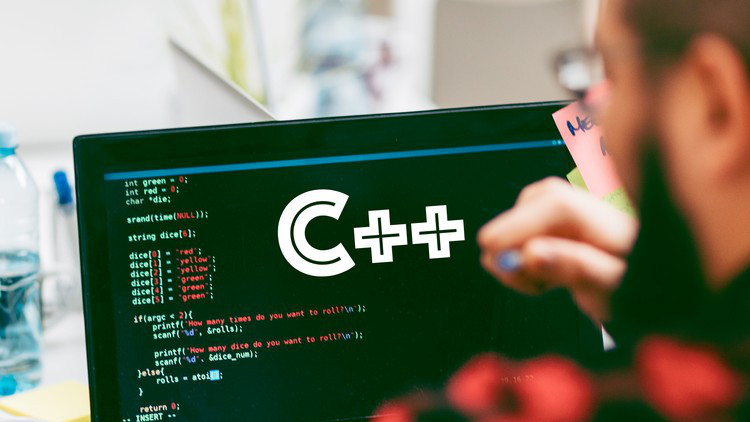 int green = 0;
int red = 0;
char *die;
srand(time(NULL));
string dice[6];
dice[0] = 'red';
dice[1] = 'yellow';
dice[2] = 'yellow';
dice[3] = 'green';
dice[4] = 'green';
dice[5] = 'green';
if(argc < 2){
printf("How many times do you want to roll?\n");
scanf("%d", &rolls);
printf("How many dice do you want to roll?\n");
scanf("%d", &dice_num);
}else{
rolls = atoi
}
return 0;
-- INSERT --
C++